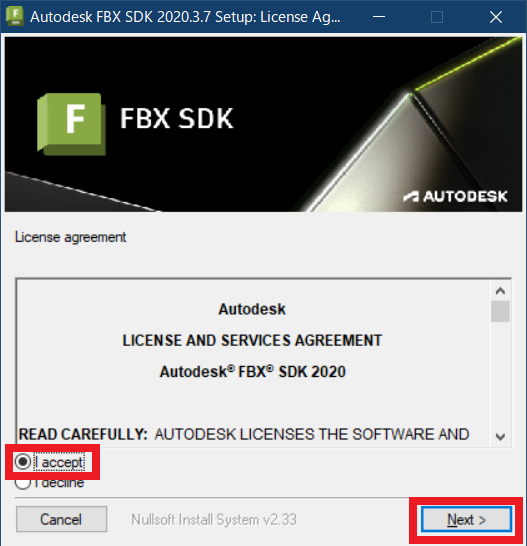 Autodesk FBX SDK 2020.3.7 Setup: License Ag...
F
FBX SDK
AUTODESK
License agreement
Autodesk
LICENSE AND SERVICES AGREEMENT
Autodesk® FBX® SDK 2020
READ CAREFULLY: AUTODESK LICENSES THE SOFTWARE AND
I accept
I decline
Cancel
Nullsoft Install System v2.33
Next >